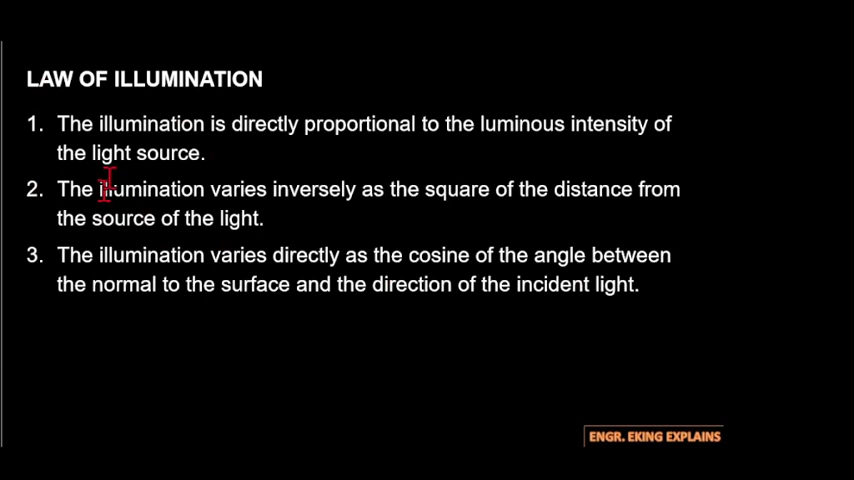 LAW OF ILLUMINATION
1. The illumination is directly proportional to the luminous intensity of
the light source.
2. The illumination varies inversely as the square of the distance from
the source of the light.
3. The illumination varies directly as the cosine of the angle between
the normal to the surface and the direction of the incident light.
ENGR. EKING EXPLAINS